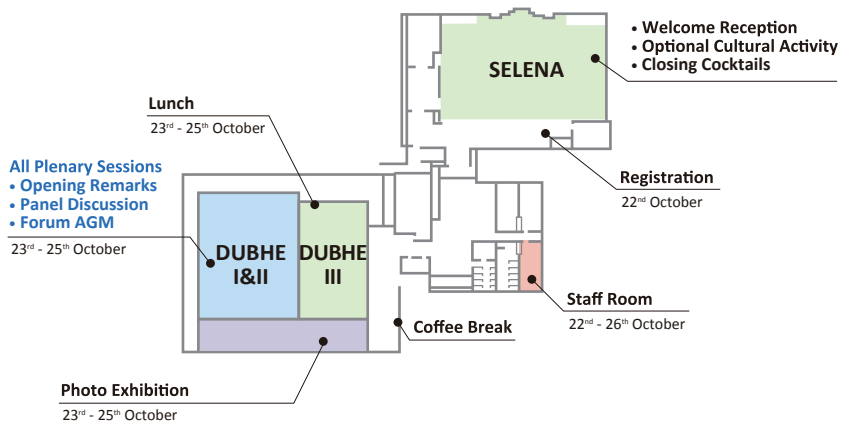 • Welcome Reception
• Optional Cultural Activity
• Closing Cocktails
SELENA
Lunch
23rd - 25th October
All Plenary Sessions
• Opening Remarks
• Panel Discussion
• Forum AGM
23rd - 25th October
Registration
22nd October
DUBHE
I&II
DUBHE
III
Staff Room
22nd - 26th October
Coffee Break
Photo Exhibition
23rd - 25th October